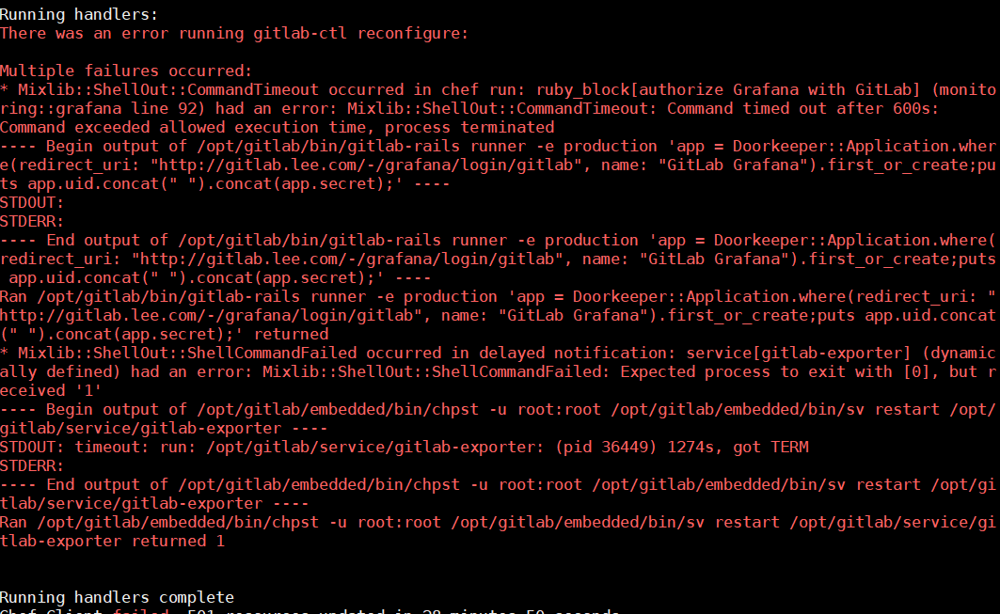 Running handlers:
There was an error running gitlab-ctl reconfigure:
Multiple failures occurred:
* Mixlib::ShellOut::CommandTimeout occurred in chef run: ruby_block[authorize Grafana with GitLab] (monito
ring::grafana line 92) had an error: Mixlib::ShellOut::CommandTimeout: Command timed out after 600s:
Command exceeded allowed execution time, process terminated
---- Begin output of /opt/gitlab/bin/gitlab-rails runner -e production 'app = Doorkeeper::Application.wher
e(redirect_uri: "http://gitlab.lee.com/-/grafana/login/gitlab", name: "GitLab Grafana").first_or_create;pu
ts app.uid.concat(" ").concat(app.secret);' ----
STDOUT:
STDERR:
---- End output of /opt/gitlab/bin/gitlab-rails runner -e production 'app = Doorkeeper::Application.where(
redirect_uri: "http://gitlab.lee.com/-/grafana/login/gitlab", name: "GitLab Grafana").first_or_create;puts
 app.uid.concat(" ").concat(app.secret);' ----
Ran /opt/gitlab/bin/gitlab-rails runner -e production 'app = Doorkeeper::Application.where(redirect_uri: "
http://gitlab.lee.com/-/grafana/login/gitlab", name: "GitLab Grafana").first_or_create;puts app.uid.concat
(" ").concat(app.secret);' returned
* Mixlib::ShellOut::ShellCommandFailed occurred in delayed notification: service[gitlab-exporter] (dynamic
ally defined) had an error: Mixlib::ShellOut::ShellCommandFailed: Expected process to exit with [0], but r
eceived '1'
---- Begin output of /opt/gitlab/embedded/bin/chpst -u root:root /opt/gitlab/embedded/bin/sv restart /opt/
gitlab/service/gitlab-exporter ----
STDOUT: timeout: run: /opt/gitlab/service/gitlab-exporter: (pid 36449) 1274s, got TERM
STDERR:
---- End output of /opt/gitlab/embedded/bin/chpst -u root:root /opt/gitlab/embedded/bin/sv restart /opt/gi
tlab/service/gitlab-exporter ----
Ran /opt/gitlab/embedded/bin/chpst -u root:root /opt/gitlab/embedded/bin/sv restart /opt/gitlab/service/gi
tlab-exporter returned 1
Running handlers complete
Chef Client failed. 501 resources updated in 28 minutes 50 seconds